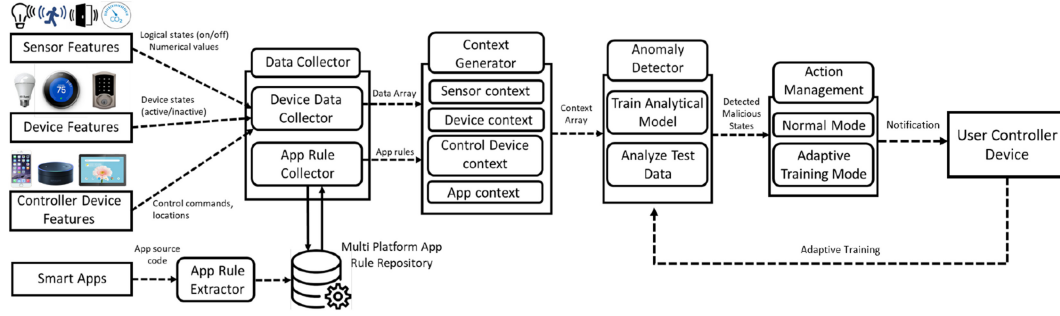 Sensor Features
Device Features
Controller Device
Features
Smart Apps
75
CO2
Logical states (on/off)
Numerical values
Device states
(active/inactive)
Control commands,
locations
App source
code
App Rule
Extractor
Data Collector
Device Data
Collector
App Rule
Collector
Multi Platform App
Rule Repository
Data Array
App rules
Context
Generator
Sensor context
Device context
Control Device
context
App context
Context
Array
Anomaly
Detector
Train Analytical
Model
Analyze Test
Data
Detected
Malicious
States
Action
Management
Normal Mode
Adaptive
Training Mode
Notification
User Controller
Device
Adaptive Training